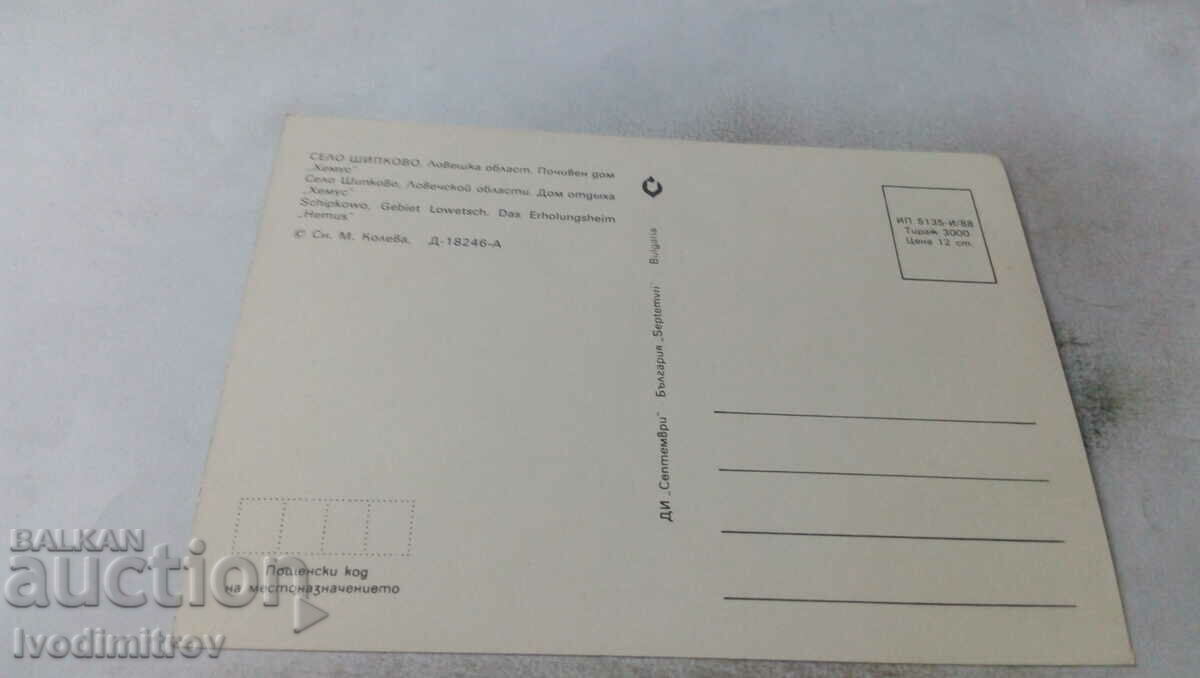 СЕЛО ШИПКОВО, Ловешка област. Почивен дом
„Хемус"
Село Шипково, Ловечской области. Дом отдыха
„Хемус"
Schipkowo, Gebiet Lowetsch. Das Erholungsheim
„Hemus"
© Сн. М. Колева, Д-18246-А
ДИ „Септември" България „Septemvri" Bulgaria
ИП 5135-И/88
Тираж 3000
Цена 12 ст.
Пощенски код
на местоназначението
BALKAN
auction
Ivodimitrov